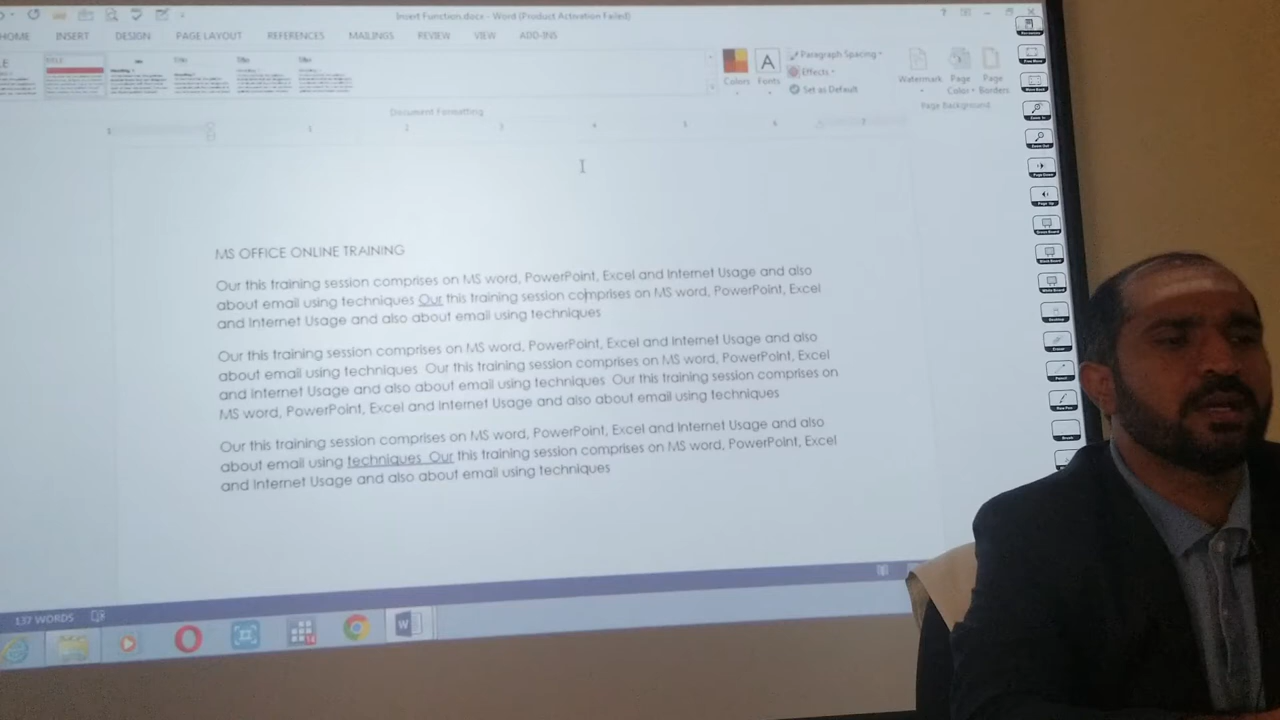 Insert Function.docx - Word (Product Activation Failed)
HOME INSERT DESIGN PAGE LAYOUT REFERENCES MAILINGS REVIEW VIEW ADD-INS
TITLE
Colors
Fonts
Paragraph Spacing
Effects
Set as Default
Watermark
Page Color
Page Borders
Document Formatting
Page Background
MS OFFICE ONLINE TRAINING
Our this training session comprises on MS word, PowerPoint, Excel and Internet Usage and also
about email using techniques Our this training session comprises on MS word, PowerPoint, Excel
and Internet Usage and also about email using techniques
Our this training session comprises on MS word, PowerPoint, Excel and Internet Usage and also
about email using techniques Our this training session comprises on MS word, PowerPoint, Excel
and Internet Usage and also about email using techniques Our this training session comprises on
MS word, PowerPoint, Excel and Internet Usage and also about email using techniques
Our this training session comprises on MS word, PowerPoint, Excel and Internet Usage and also
about email using techniques Our this training session comprises on MS word, PowerPoint, Excel
and Internet Usage and also about email using techniques
137 WORDS